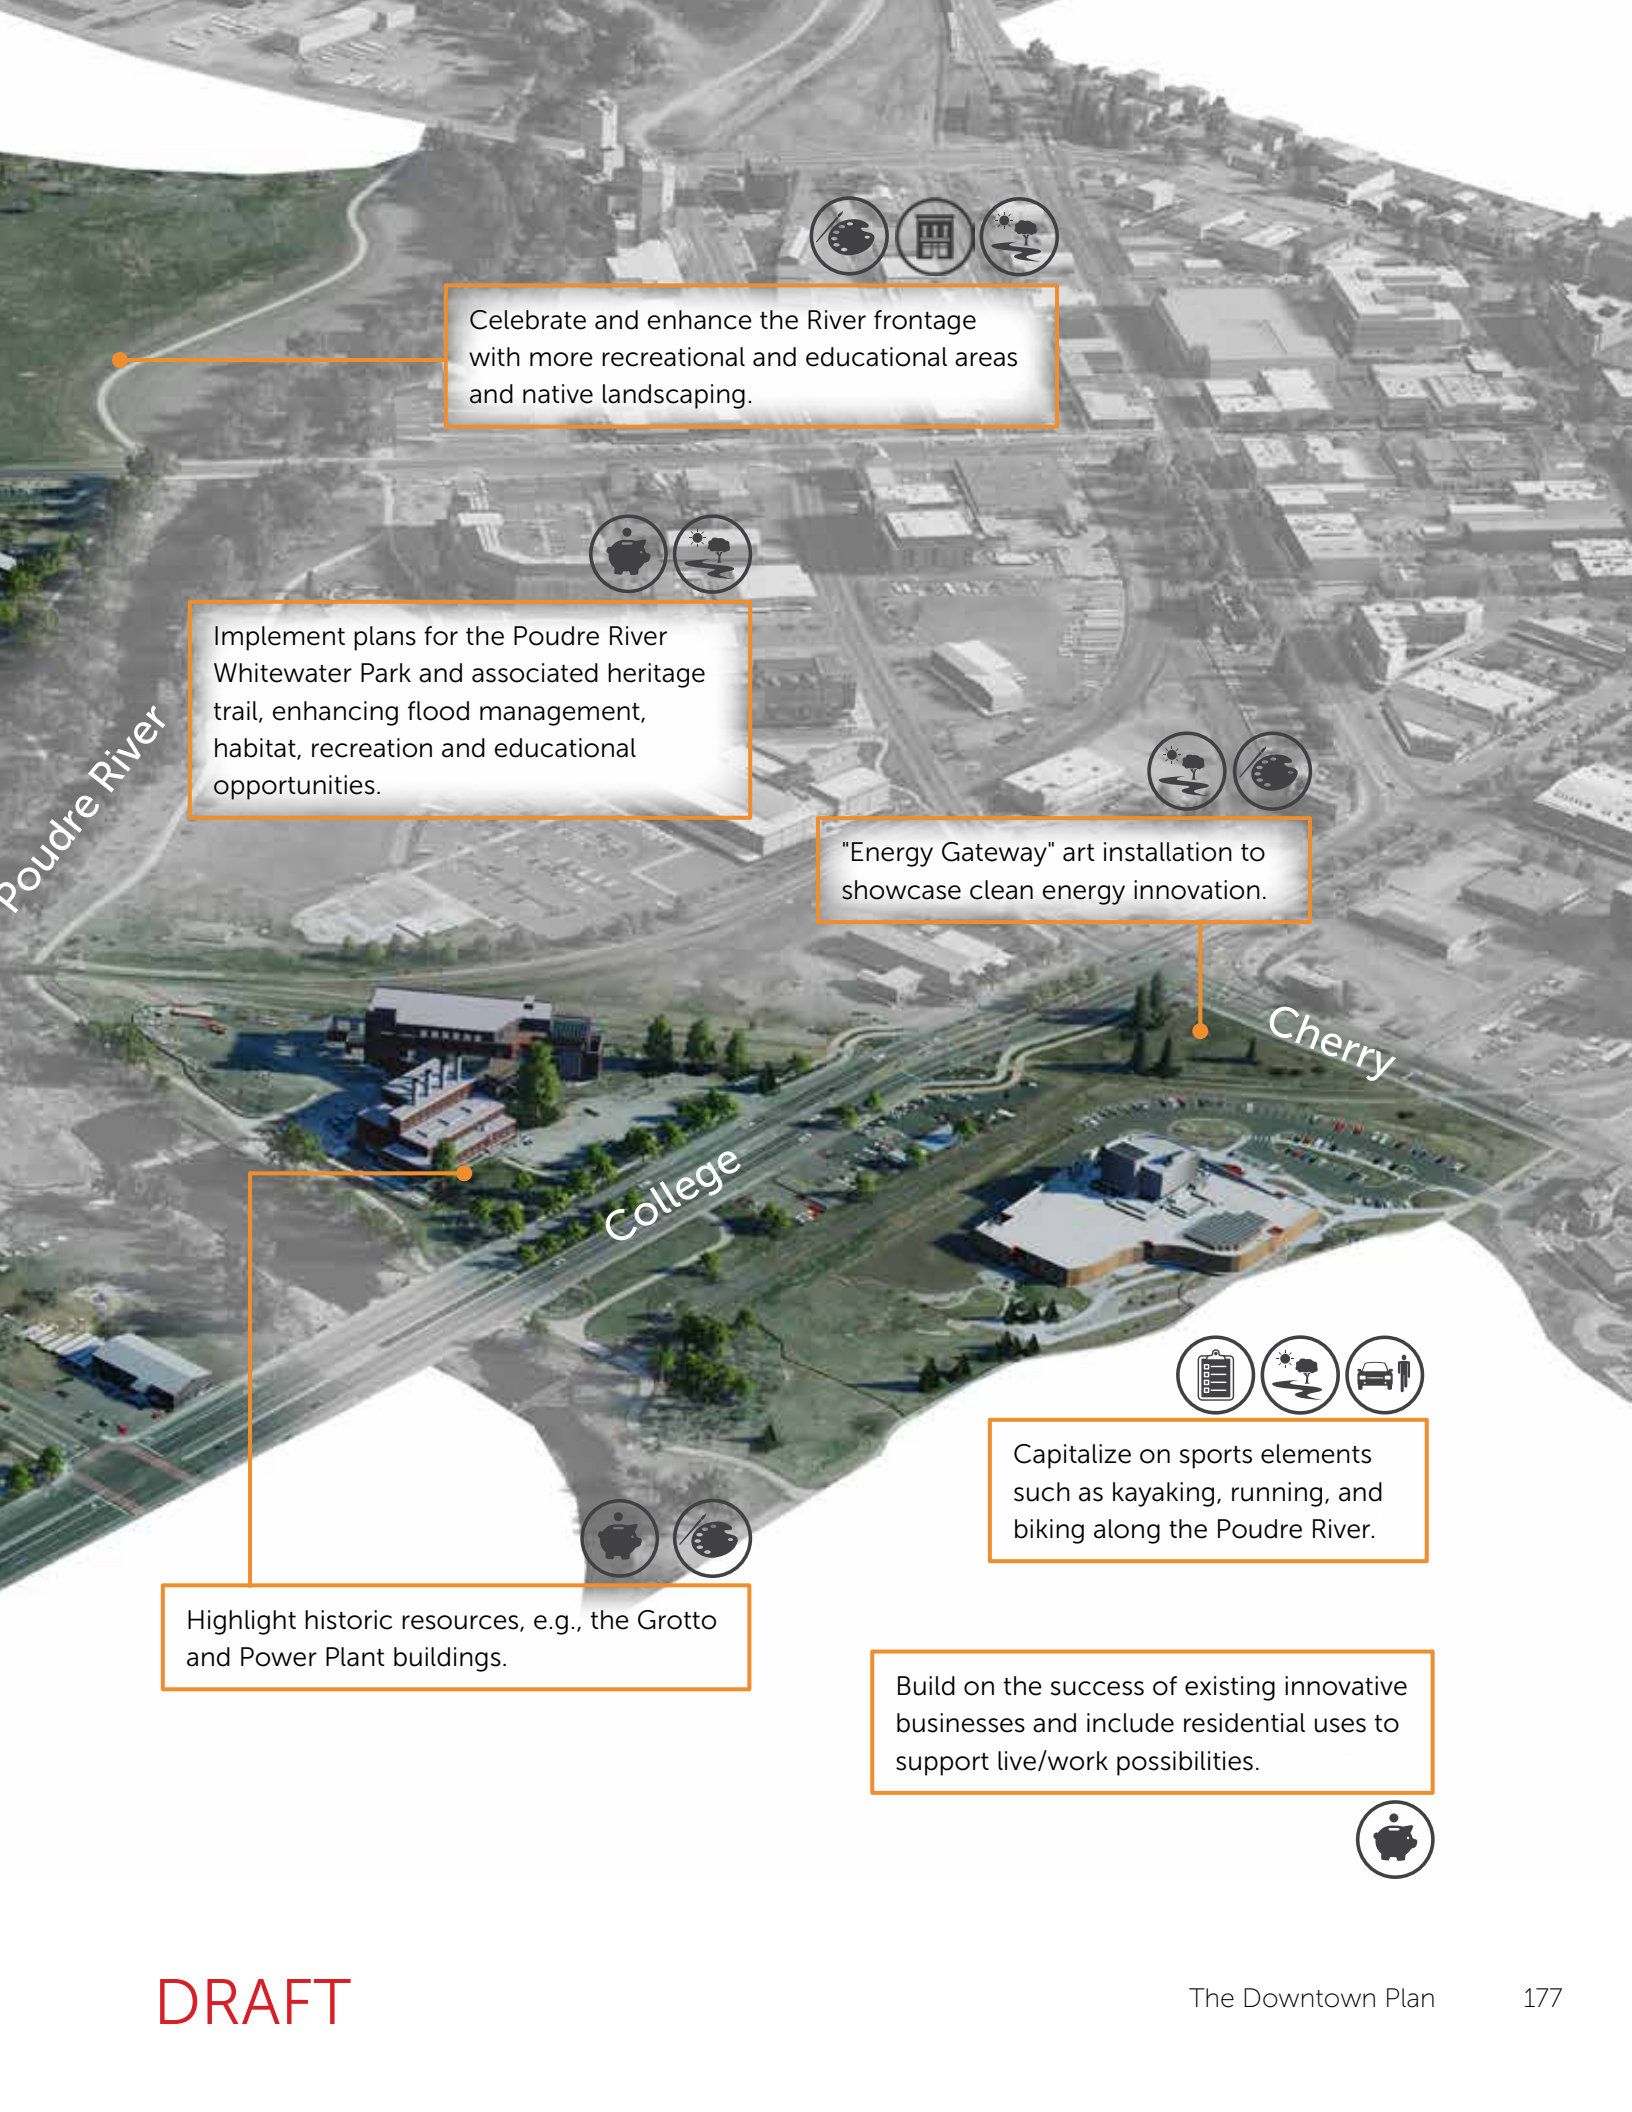 Celebrate and enhance the River frontage
with more recreational and educational areas
and native landscaping.
Implement plans for the Poudre River
Whitewater Park and associated heritage
trail, enhancing flood management,
habitat, recreation and educational
opportunities.
Poudre River
"Energy Gateway" art installation to
showcase clean energy innovation.
Cherry
College
Capitalize on sports elements
such as kayaking, running, and
biking along the Poudre River.
Highlight historic resources, e.g., the Grotto
and Power Plant buildings.
Build on the success of existing innovative
businesses and include residential uses to
support live/work possibilities.
DRAFT
The Downtown Plan 177